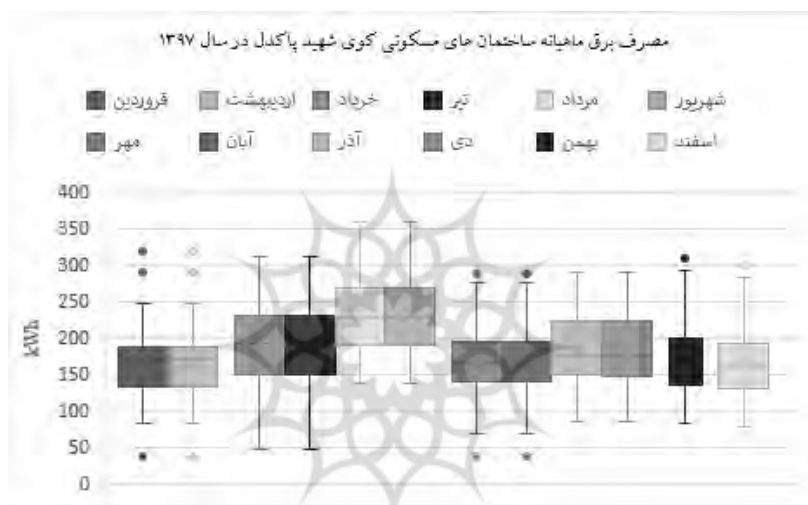 مصرف برق ماهیانه ساختمان های مسکونی کوی شهید پاکدل در سال ۱۳۹۷
فروردین اردیبهشت خرداد تیر مرداد شهریور
مهر آبان آذر دی بهمن اسفند
400
350
300
250
200
150
100
50
0
kWh